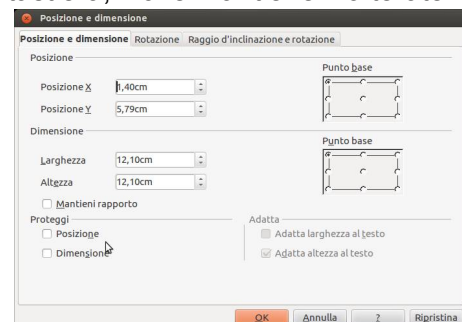 Posizione e dimensione
Posizione e dimensione Rotazione Raggio d'inclinazione e rotazione
Posizione
Punto base
Posizione X 1,40cm
Posizione Y 5,79cm
Dimensione
Punto base
Larghezza 12,10cm
Altezza 12,10cm
Mantieni rapporto
Proteggi Adatta
Posizione Adatta larghezza al testo
Dimensione Adatta altezza al testo
OK Annulla ? Ripristina